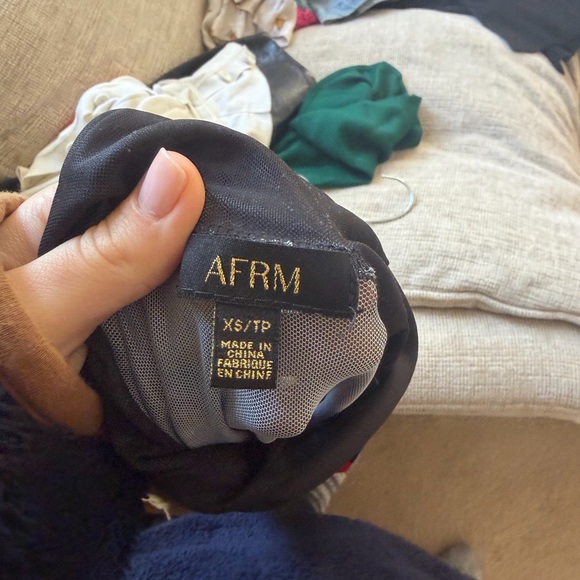 AFRM
XS/TP
MADE IN
CHINA
FABRIQUE
EN CHINE